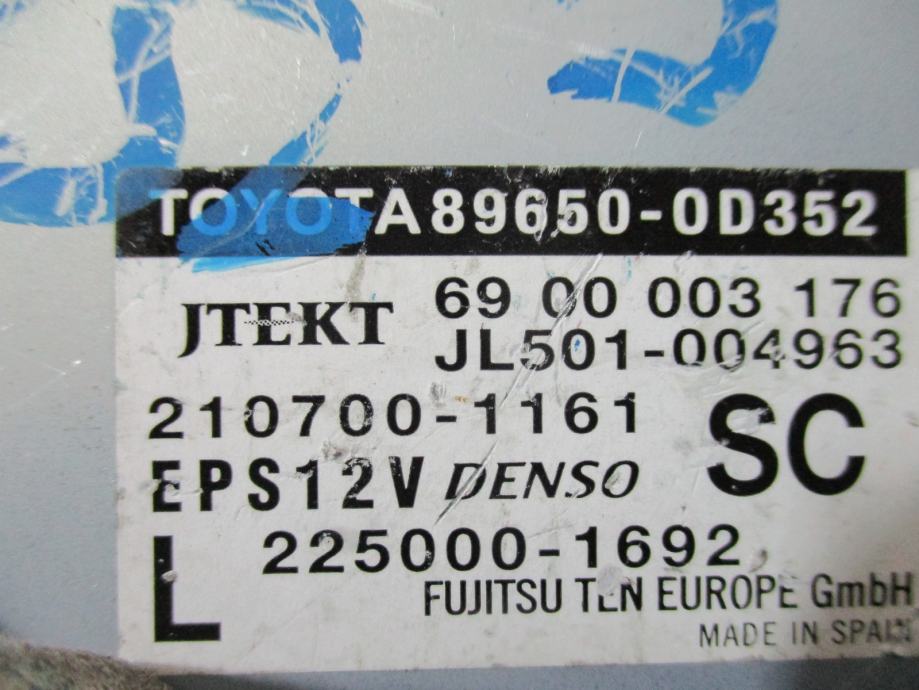 TOYOTA 89650-0D352
JTEKT 69 00 003 176
JL501-004963
210700-1161 SC
EPS12V DENSO
L 225000-1692
FUJITSU TEN EUROPE GmbH
MADE IN SPAIN